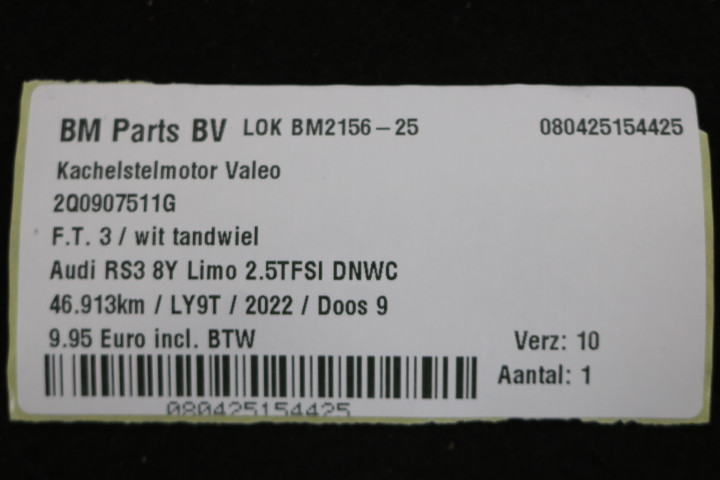 BM Parts BV LOK BM2156-25 080425154425
Kachelstelmotor Valeo
2Q0907511G
F.T. 3 / wit tandwiel
Audi RS3 8Y Limo 2.5TFSI DNWC
46.913km / LY9T / 2022 / Doos 9
9.95 Euro incl. BTW Verz: 10
Aantal: 1
080425154425